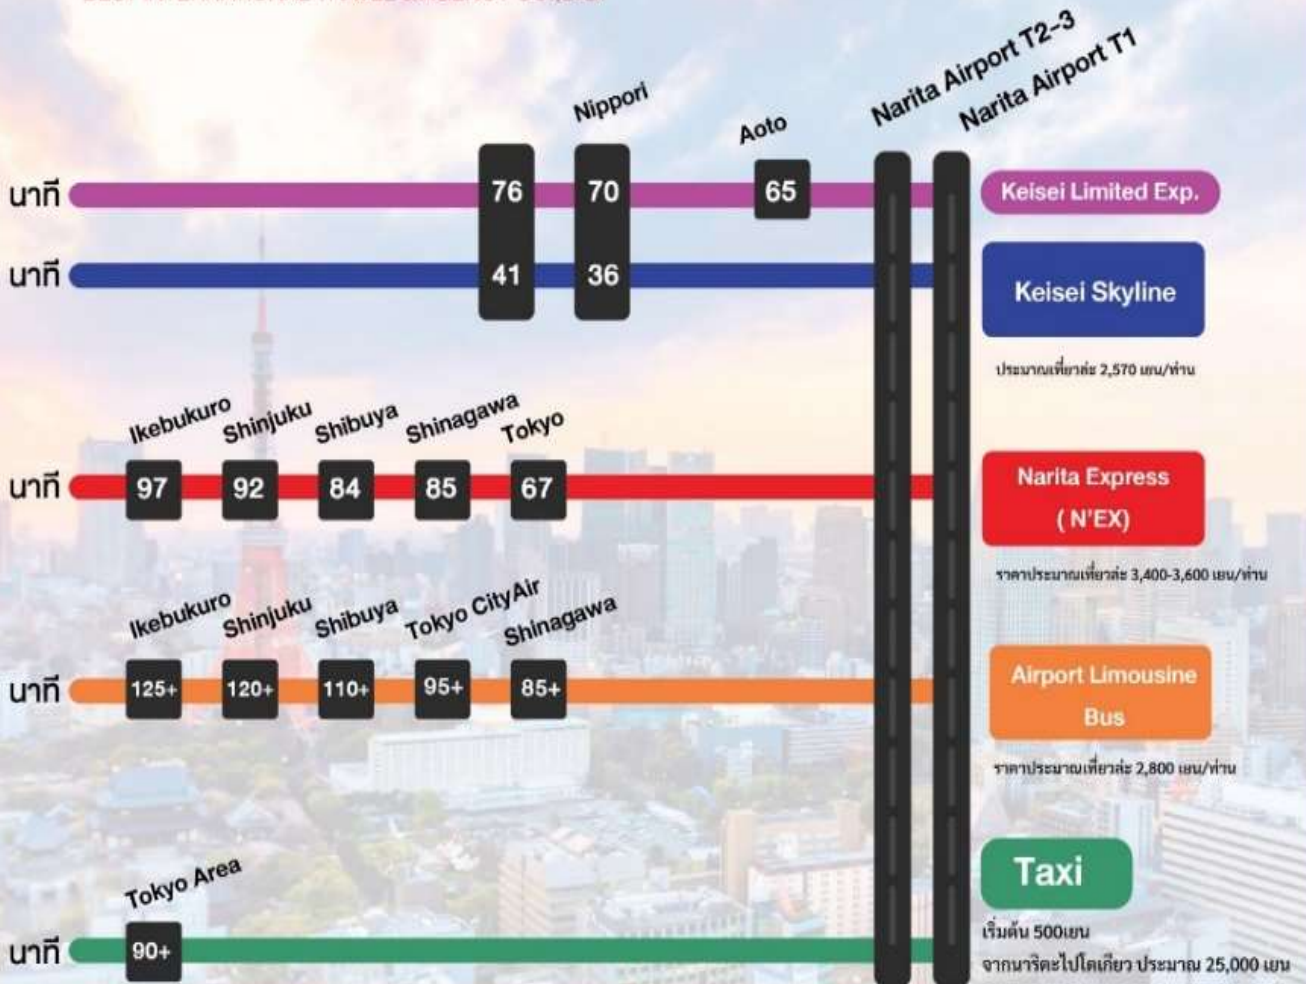 Nippori
Aoto
Narita Airport T2-3
Narita Airport T1
นาที
76
70
65
Keisei Limited Exp.
นาที
41
36
Keisei Skyline
ประมาณเที่ยวล่ะ 2,570 เยน/ท่าน
Ikebukuro
Shinjuku
Shibuya
Shinagawa
Tokyo
นาที
97
92
84
85
67
Narita Express
( N'EX)
ราคาประมาณเที่ยวล่ะ 3,400-3,600 เยน/ท่าน
Ikebukuro
Shinjuku
Shibuya
Tokyo CityAir
Shinagawa
นาที
125+
120+
110+
95+
85+
Airport Limousine
Bus
ราคาประมาณเที่ยวละ 2,800 เยน/ท่าน
Tokyo Area
นาที
90+
Taxi
เริ่มต้น 500เยน
จากนาริตะไปโตเกียว ประมาณ 25,000 เยน